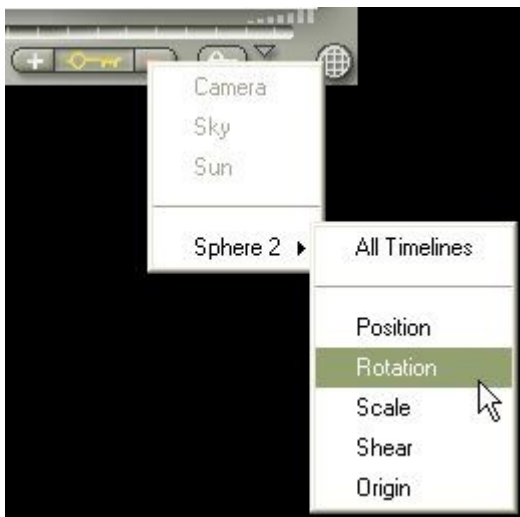 Camera
Sky
Sun
Sphere 2
All Timelines
Position
Rotation
Scale
Shear
Origin